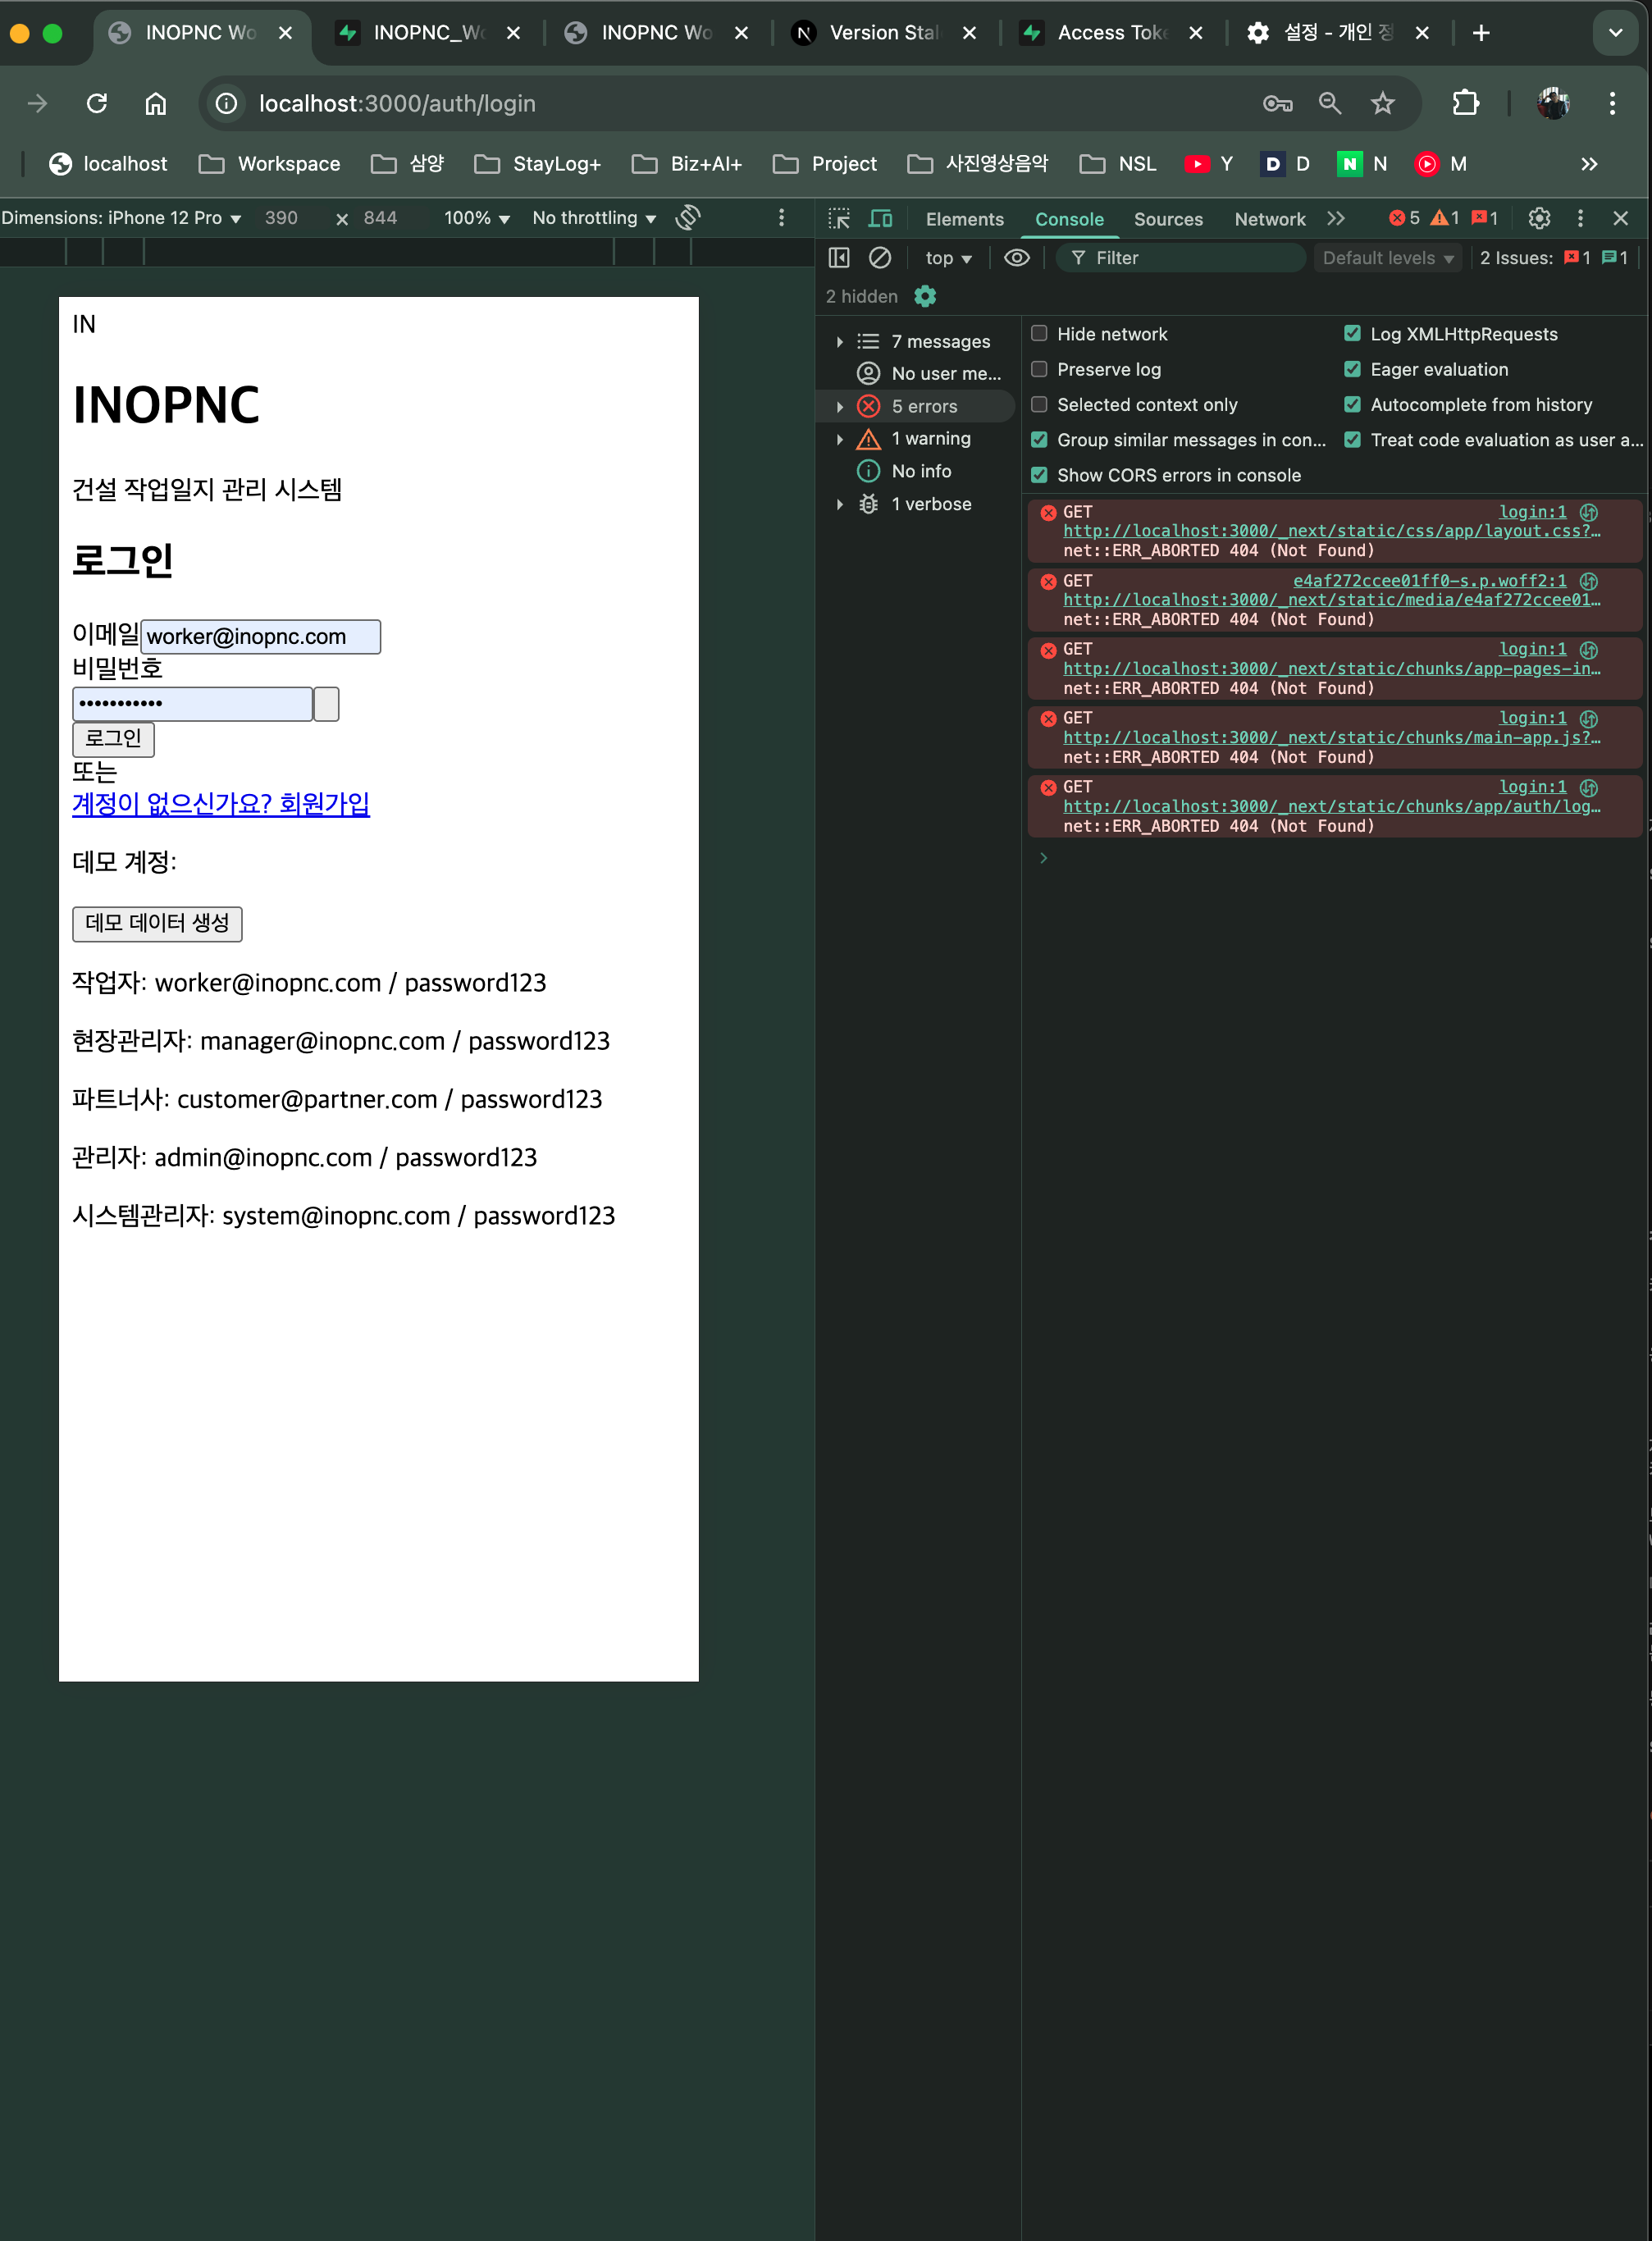 INOPNC Wo
INOPNC_Wo
INOPNC Wo
Version Stal
Access Toke
설정 - 개인 정
localhost:3000/auth/login
localhost
Workspace
삼양
StayLog+
Biz+AI+
Project
사진영상음악
NSL
Y
D
N
M
Dimensions: iPhone 12 Pro
390
x
844
100%
No throttling
Elements
Console
Sources
Network
5
1
1
top
Filter
Default levels
2 Issues:
1
1
2 hidden
7 messages
No user me...
5 errors
1 warning
No info
1 verbose
Hide network
Log XMLHttpRequests
Preserve log
Eager evaluation
Selected context only
Autocomplete from history
Group similar messages in con...
Treat code evaluation as user a...
Show CORS errors in console
GET login:1
http://localhost:3000/_next/static/css/app/layout.css?…
net::ERR_ABORTED 404 (Not Found)
GET e4af272ccee01ff0-s.p.woff2:1
http://localhost:3000/_next/static/media/e4af272ccee01…
net::ERR_ABORTED 404 (Not Found)
GET login:1
http://localhost:3000/_next/static/chunks/app-pages-in…
net::ERR_ABORTED 404 (Not Found)
GET login:1
http://localhost:3000/_next/static/chunks/main-app.js?…
net::ERR_ABORTED 404 (Not Found)
GET login:1
http://localhost:3000/_next/static/chunks/app/auth/log…
net::ERR_ABORTED 404 (Not Found)
IN
INOPNC
건설 작업일지 관리 시스템
로그인
이메일 worker@inopnc.com
비밀번호
•••••••••••
로그인
또는
계정이 없으신가요? 회원가입
데모 계정:
데모 데이터 생성
작업자: worker@inopnc.com / password123
현장관리자: manager@inopnc.com / password123
파트너사: customer@partner.com / password123
관리자: admin@inopnc.com / password123
시스템관리자: system@inopnc.com / password123